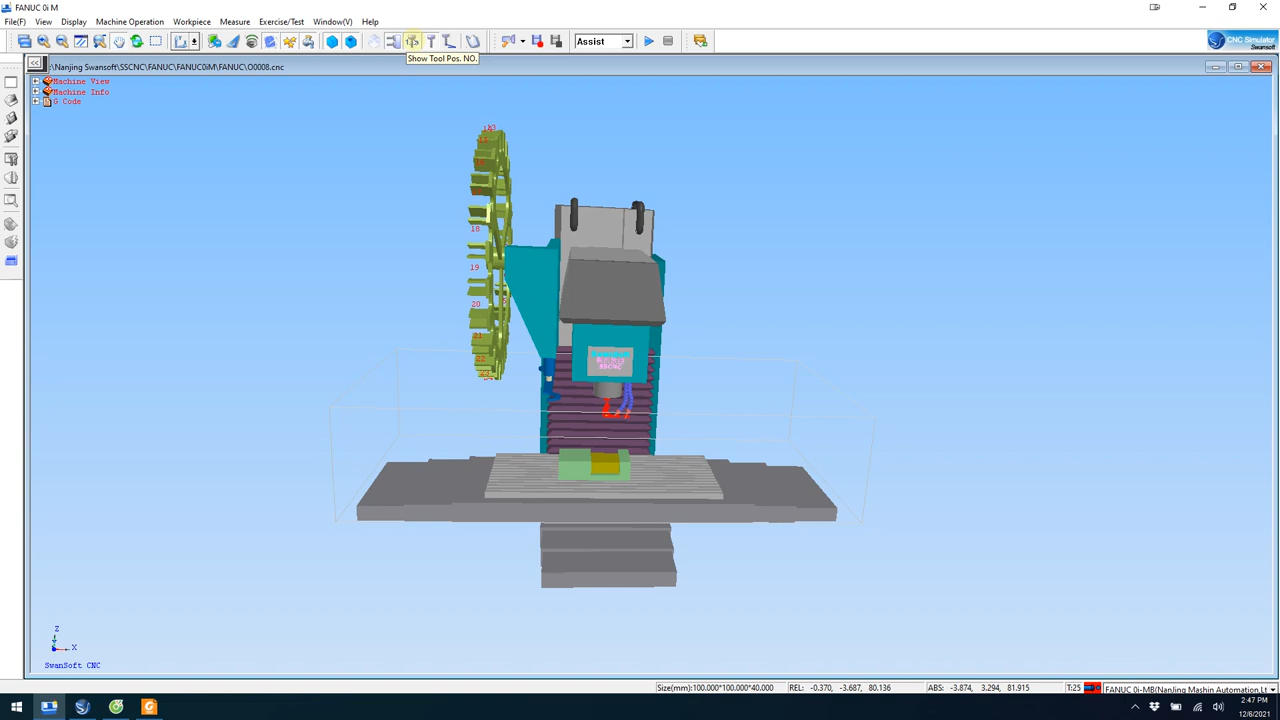 FANUC 0i M
File(F) View Display Machine Operation Workpiece Measure Exercise/Test Window(V) Help
Assist
CNC Simulator
Swansoft
Show Tool Pos. NO.
<<
:\Nanjing Swansoft\SSCNC\FANUC\FANUC0iM\FANUC\O0008.cnc
Machine View
Machine Info
G Code
18
19
20
21
22
Z
X
SwanSoft CNC
Size(mm):100.000*100.000*40.000 REL: -0.370, -3.687, 80.136 ABS: -3.874, 3.294, 81.915 T:25 FANUC 0i-MB(NanJing Mashin Automation.Lt
2:47 PM
12/6/2021